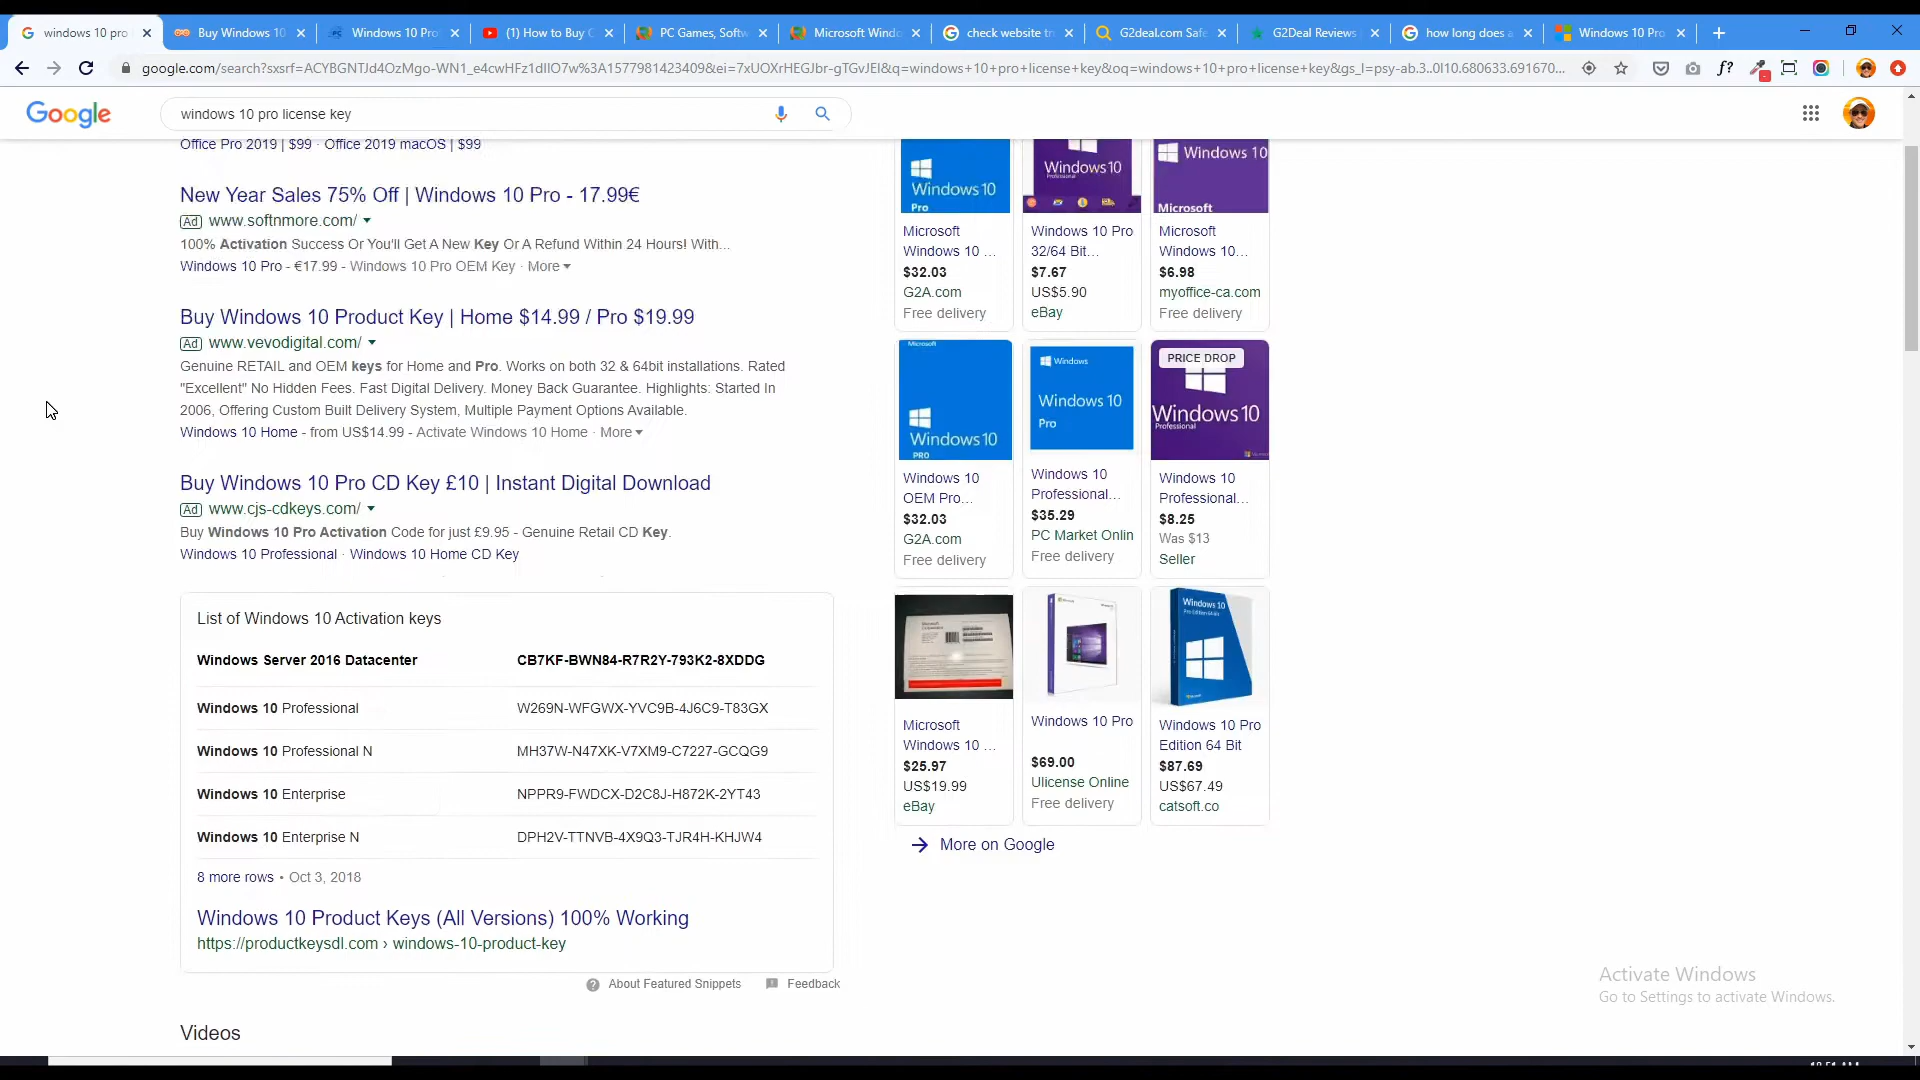 windows 10 pro
Buy Windows 10
Windows 10 Pro
(1) How to Buy C
PC Games, Softw
Microsoft Windo
check website tr
G2deal.com Safe
G2Deal Reviews
how long does a
Windows 10 Pro
google.com/search?sxsrf=ACYBGNTJd4OzMgo-WN1_e4cwHFz1dIlO7w%3A1577981423409&ei=7xUOXrHEGJbr-gTGvJEI&q=windows+10+pro+license+key&oq=windows+10+pro+license+key&gs_l=psy-ab.3..0l10.680633.691670...
Google
windows 10 pro license key
Office Pro 2019 | $99 · Office 2019 macOS | $99
New Year Sales 75% Off | Windows 10 Pro - 17.99€
Ad www.softnmore.com/
100% Activation Success Or You'll Get A New Key Or A Refund Within 24 Hours! With...
Windows 10 Pro - €17.99 - Windows 10 Pro OEM Key · More
Buy Windows 10 Product Key | Home $14.99 / Pro $19.99
Ad www.vevodigital.com/
Genuine RETAIL and OEM keys for Home and Pro. Works on both 32 & 64bit installations. Rated
"Excellent" No Hidden Fees. Fast Digital Delivery. Money Back Guarantee. Highlights: Started In
2006, Offering Custom Built Delivery System, Multiple Payment Options Available.
Windows 10 Home - from US$14.99 - Activate Windows 10 Home · More
Buy Windows 10 Pro CD Key £10 | Instant Digital Download
Ad www.cjs-cdkeys.com/
Buy Windows 10 Pro Activation Code for just £9.95 - Genuine Retail CD Key.
Windows 10 Professional · Windows 10 Home CD Key
List of Windows 10 Activation keys
Windows Server 2016 Datacenter CB7KF-BWN84-R7R2Y-793K2-8XDDG
Windows 10 Professional W269N-WFGWX-YVC9B-4J6C9-T83GX
Windows 10 Professional N MH37W-N47XK-V7XM9-C7227-GCQG9
Windows 10 Enterprise NPPR9-FWDCX-D2C8J-H872K-2YT43
Windows 10 Enterprise N DPH2V-TTNVB-4X9Q3-TJR4H-KHJW4
8 more rows • Oct 3, 2018
Windows 10 Product Keys (All Versions) 100% Working
https://productkeysdl.com › windows-10-product-key
About Featured Snippets
Feedback
Videos
Windows 10
Pro
Microsoft
Windows 10 ...
$32.03
G2A.com
Free delivery
Windows10
Professional
Windows 10 Pro
32/64 Bit...
$7.67
US$5.90
eBay
Windows 10
Microsoft
Microsoft
Windows 10...
$6.98
myoffice-ca.com
Free delivery
Microsoft
Windows 10
PRO
Windows 10
OEM Pro...
$32.03
G2A.com
Free delivery
Windows
Windows 10
Pro
Windows 10
Professional...
$35.29
PC Market Onlin
Free delivery
PRICE DROP
Windows10
Professional
Windows 10
Professional...
$8.25
Was $13
Seller
Microsoft
Windows 10 ...
$25.97
US$19.99
eBay
Windows 10 Pro
$69.00
Ulicense Online
Free delivery
Windows 10
Windows 10 Pro
Edition 64 Bit
$87.69
US$67.49
catsoft.co
More on Google
Activate Windows
Go to Settings to activate Windows.